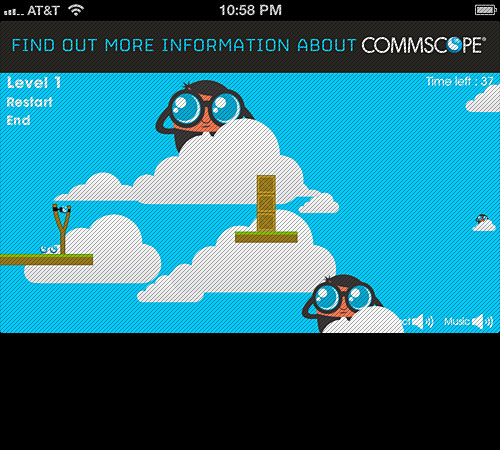 AT&T 10:58 PM
FIND OUT MORE INFORMATION ABOUT COMMSCOPE®
Level 1 Time left : 37
Restart
End
ct Music